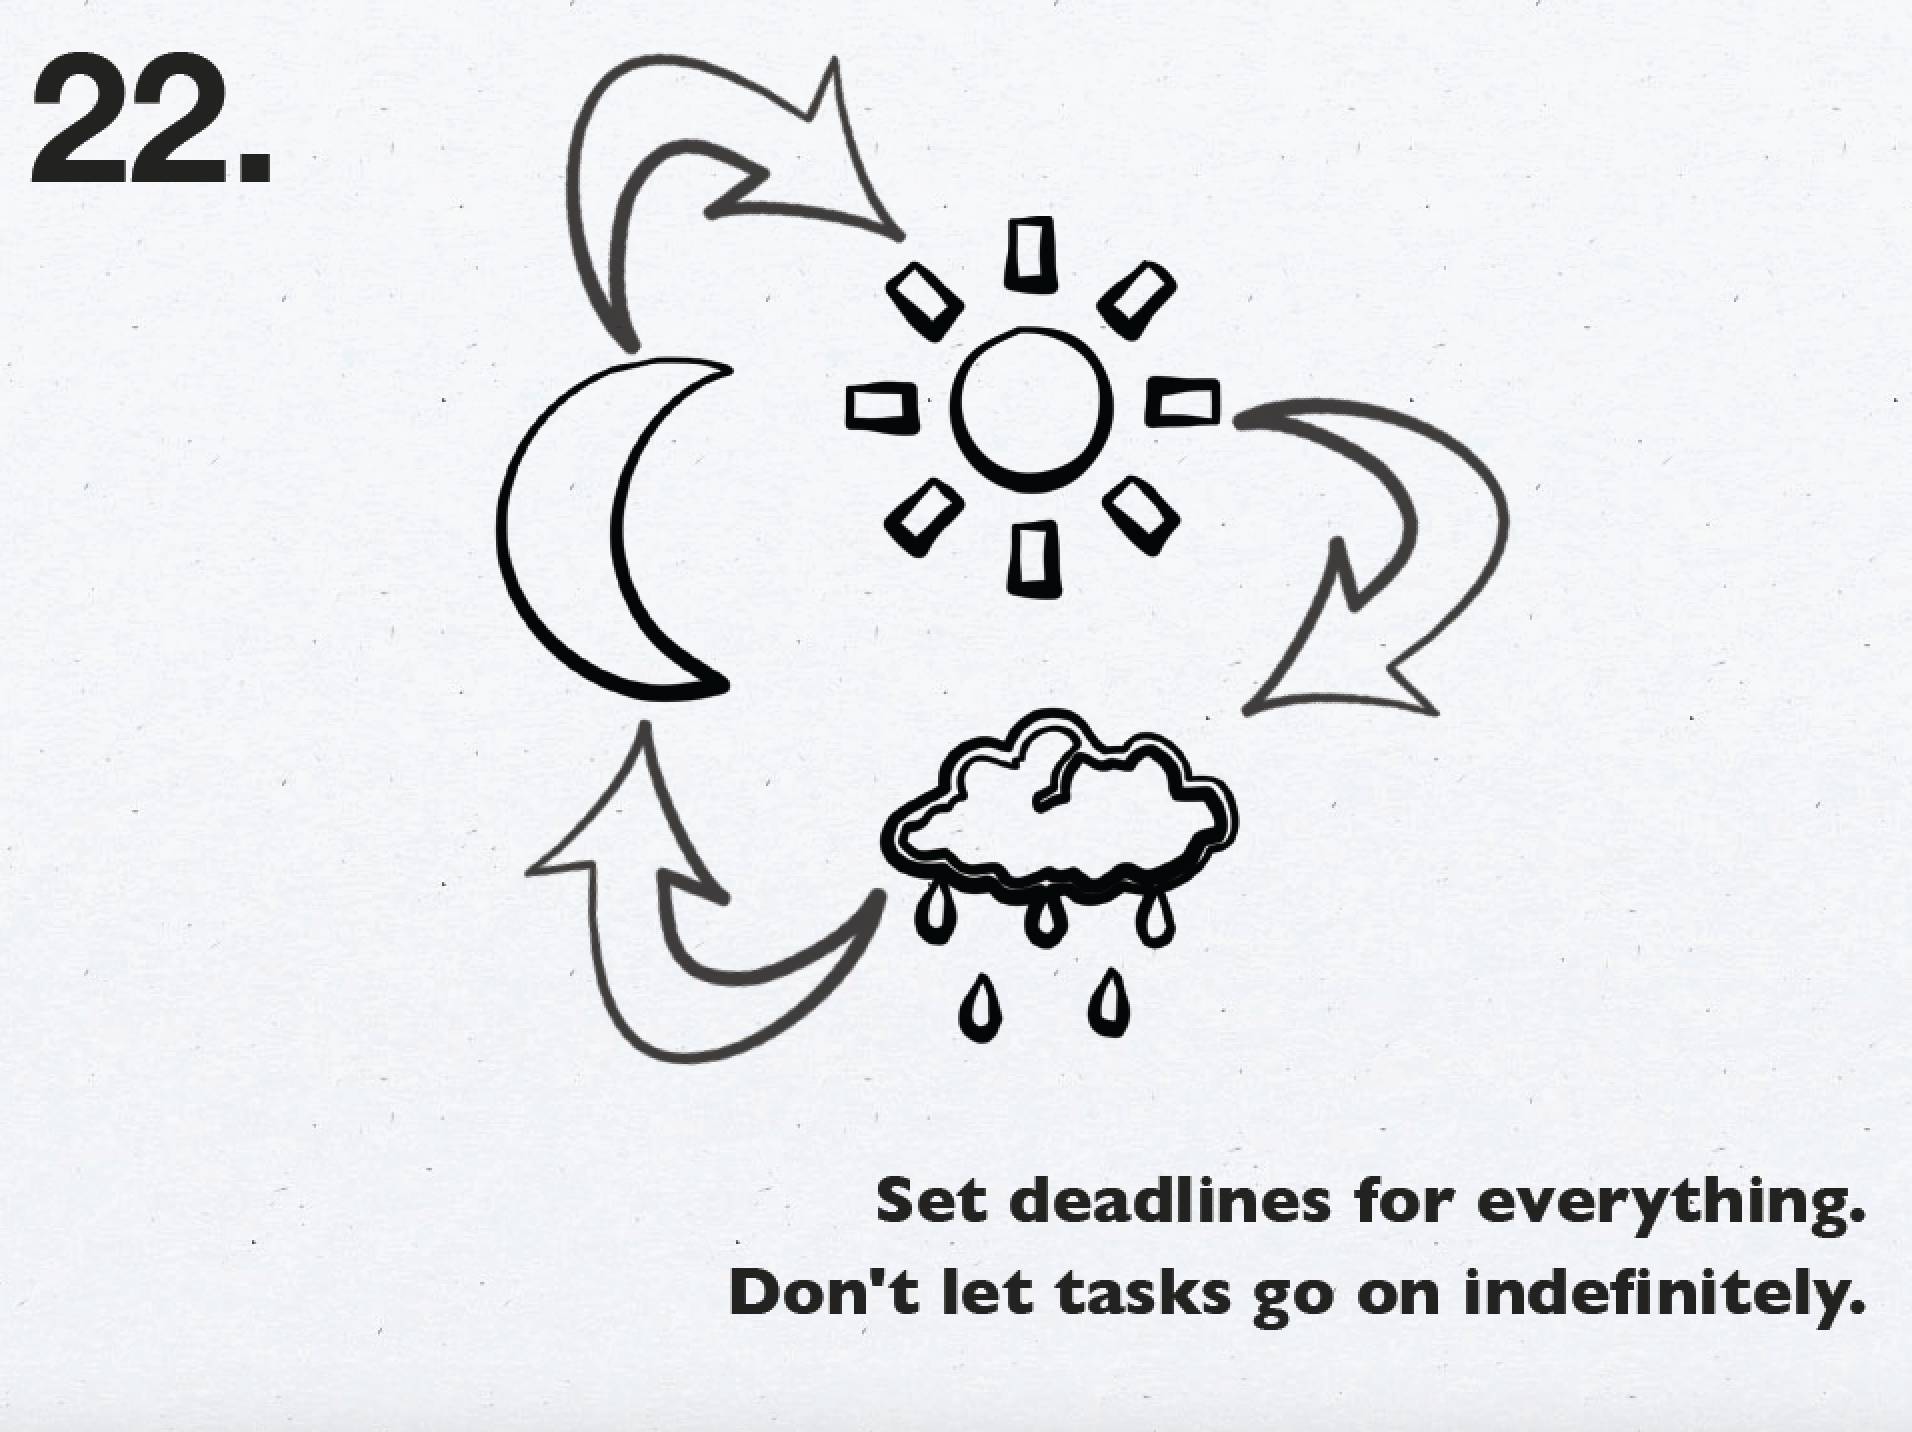 22.
Set deadlines for everything.
Don't let tasks go on indefinitely.